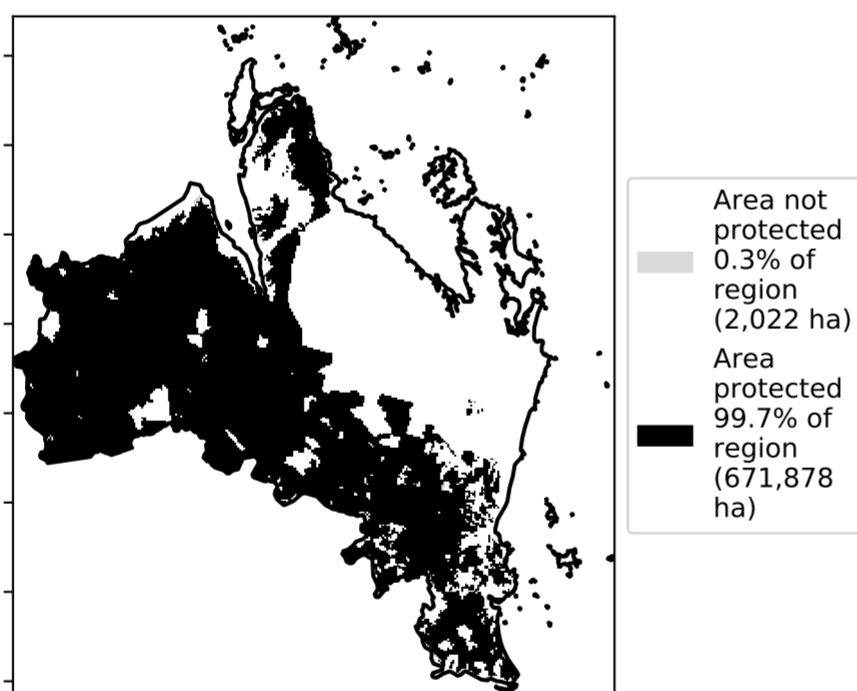 Area not
protected
0.3% of
region
(2,022 ha)
Area
protected
99.7% of
region
(671,878
ha)